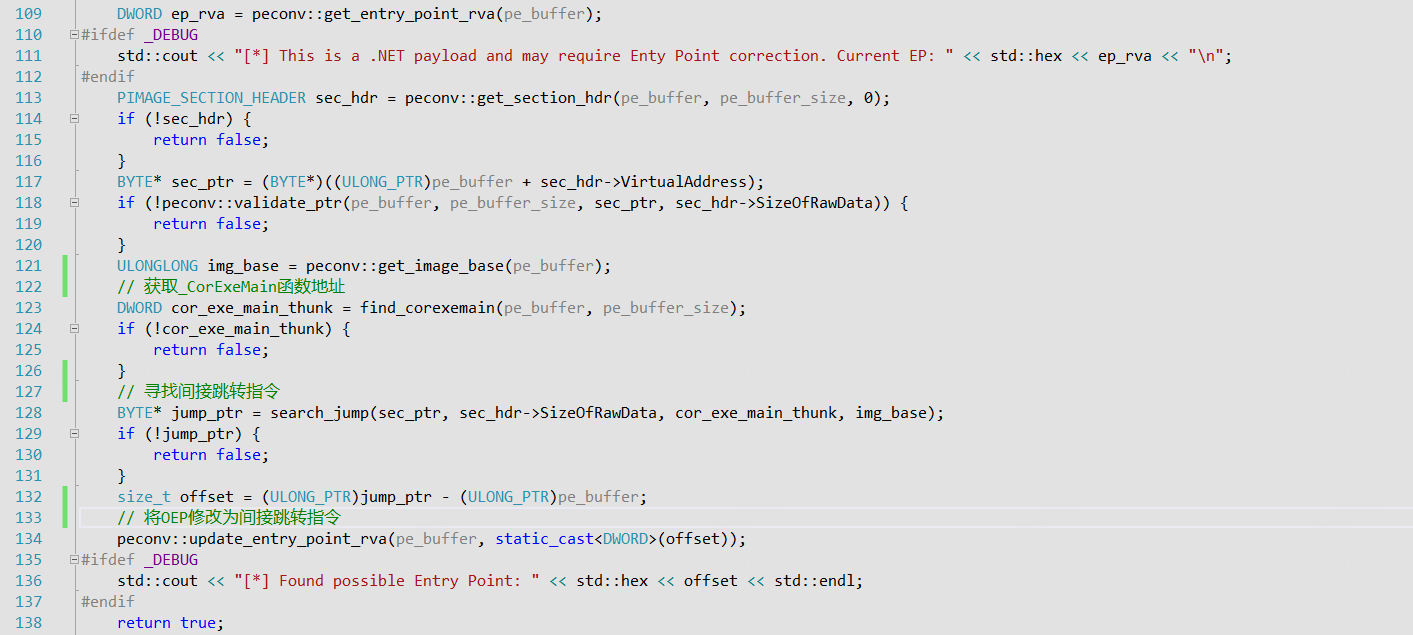 109 DWORD ep_rva = peconv::get_entry_point_rva(pe_buffer);
110 #ifdef _DEBUG
111 std::cout << "[*] This is a .NET payload and may require Enty Point correction. Current EP: " << std::hex << ep_rva << "\n";
112 #endif
113 PIMAGE_SECTION_HEADER sec_hdr = peconv::get_section_hdr(pe_buffer, pe_buffer_size, 0);
114 if (!sec_hdr) {
115 return false;
116 }
117 BYTE* sec_ptr = (BYTE*)((ULONG_PTR)pe_buffer + sec_hdr->VirtualAddress);
118 if (!peconv::validate_ptr(pe_buffer, pe_buffer_size, sec_ptr, sec_hdr->SizeOfRawData)) {
119 return false;
120 }
121 ULONGLONG img_base = peconv::get_image_base(pe_buffer);
122 // 获取_CorExeMain函数地址
123 DWORD cor_exe_main_thunk = find_corexemain(pe_buffer, pe_buffer_size);
124 if (!cor_exe_main_thunk) {
125 return false;
126 }
127 // 寻找间接跳转指令
128 BYTE* jump_ptr = search_jump(sec_ptr, sec_hdr->SizeOfRawData, cor_exe_main_thunk, img_base);
129 if (!jump_ptr) {
130 return false;
131 }
132 size_t offset = (ULONG_PTR)jump_ptr - (ULONG_PTR)pe_buffer;
133 // 将OEP修改为间接跳转指令
134 peconv::update_entry_point_rva(pe_buffer, static_cast<DWORD>(offset));
135 #ifdef _DEBUG
136 std::cout << "[*] Found possible Entry Point: " << std::hex << offset << std::endl;
137 #endif
138 return true;